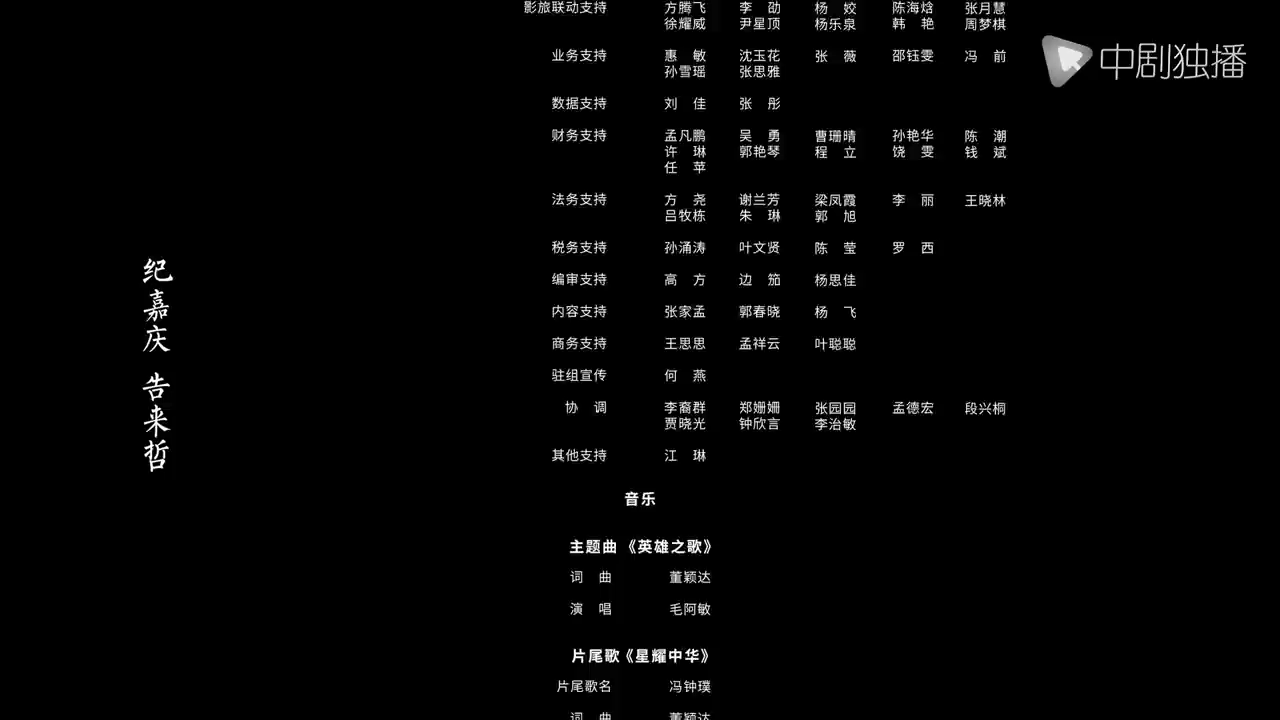 影旅联动支持 方腾飞 李劭 杨姣 陈海焓 张月慧
徐耀威 尹星顶 杨乐泉 韩艳 周梦棋
业务支持 惠敏 沈玉花 张薇 邵钰雯 冯前
孙雪瑶 张思雅
数据支持 刘佳 张彤
财务支持 孟凡鹏 吴勇 曹珊晴 孙艳华 陈潮
许琳 郭艳琴 程立 饶雯 钱斌
任苹
法务支持 方尧 谢兰芳 梁凤霞 李丽 王晓林
吕牧栋 朱琳 郭旭
税务支持 孙涌涛 叶文贤 陈莹 罗西
编审支持 高方 边笳 杨思佳
内容支持 张家孟 郭春晓 杨飞
商务支持 王思思 孟祥云 叶聪聪
驻组宣传 何燕
协调 李裔群 郑姗姗 张园园 孟德宏 段兴桐
贾晓光 钟欣言 李治敏
其他支持 江琳
音乐
主题曲《英雄之歌》
词曲 董颖达
演唱 毛阿敏
片尾歌《星耀中华》
片尾歌名 冯钟璞
词曲 董颖达
纪嘉庆 告来哲
中剧独播